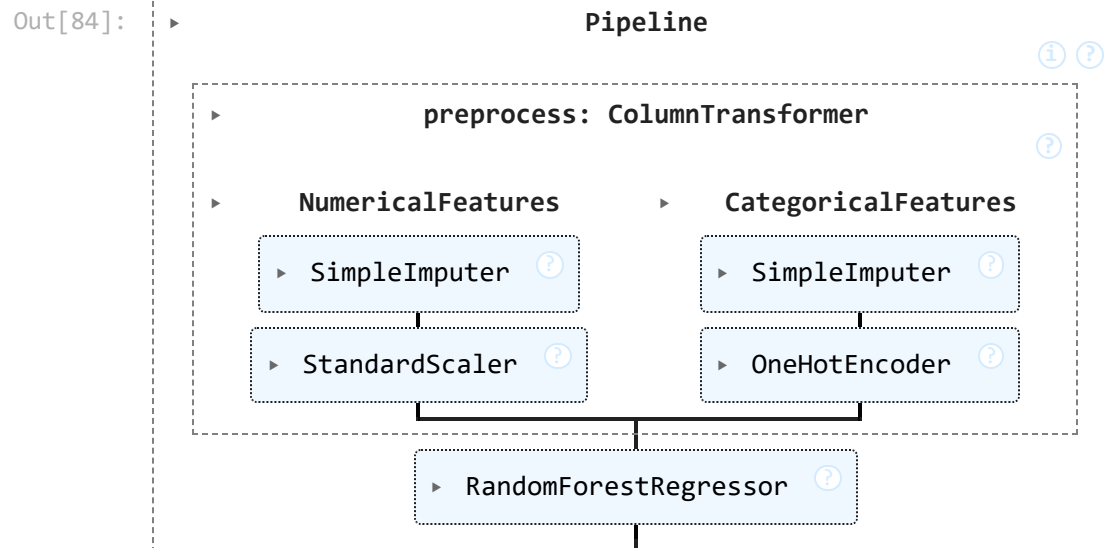 Out[84]:
Pipeline
i ?
preprocess: ColumnTransformer
?
NumericalFeatures CategoricalFeatures
SimpleImputer ? SimpleImputer ?
StandardScaler ? OneHotEncoder ?
RandomForestRegressor ?